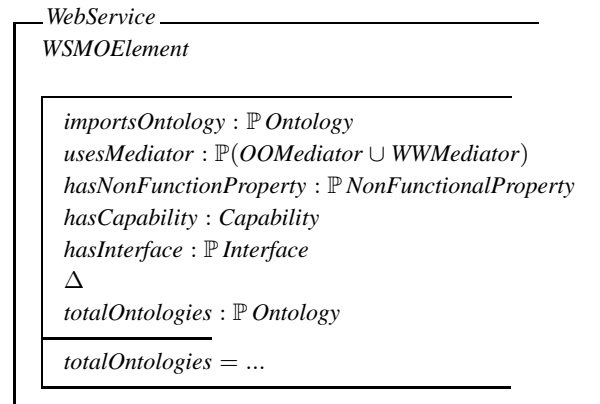 WebService
WSMOElement
importsOntology : ℙ Ontology
usesMediator : ℙ(OOMediator ∪ WWMediator)
hasNonFunctionProperty : ℙ NonFunctionalProperty
hasCapability : Capability
hasInterface : ℙ Interface
Δ
totalOntologies : ℙ Ontology
totalOntologies = ...